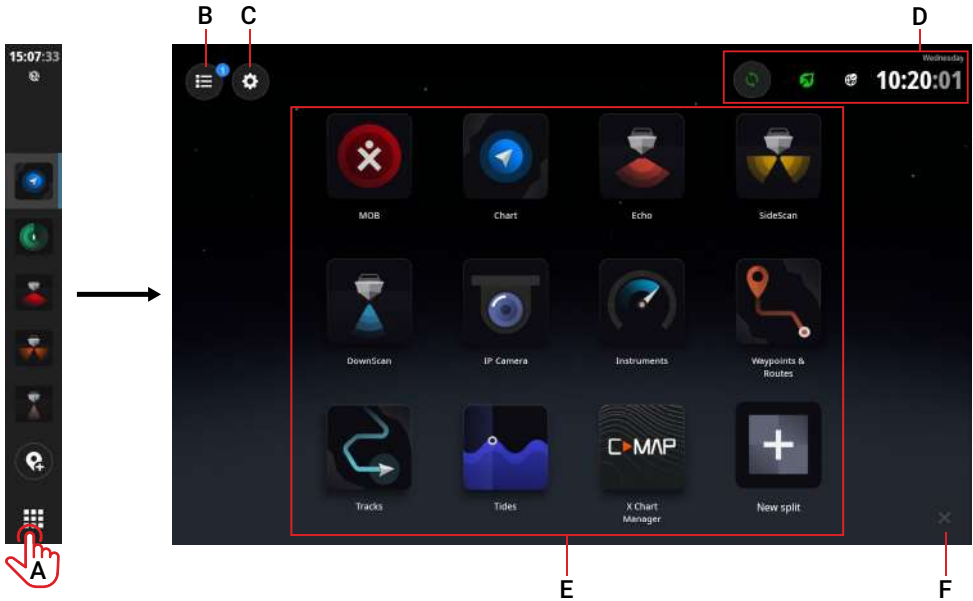 B
C
D
15:07:33
1
Wednesday
10:20:01
MOB
Chart
Echo
SideScan
DownScan
IP Camera
Instruments
Waypoints &
Routes
C MAP
Tracks
Tides
X Chart
Manager
New split
A
E
F